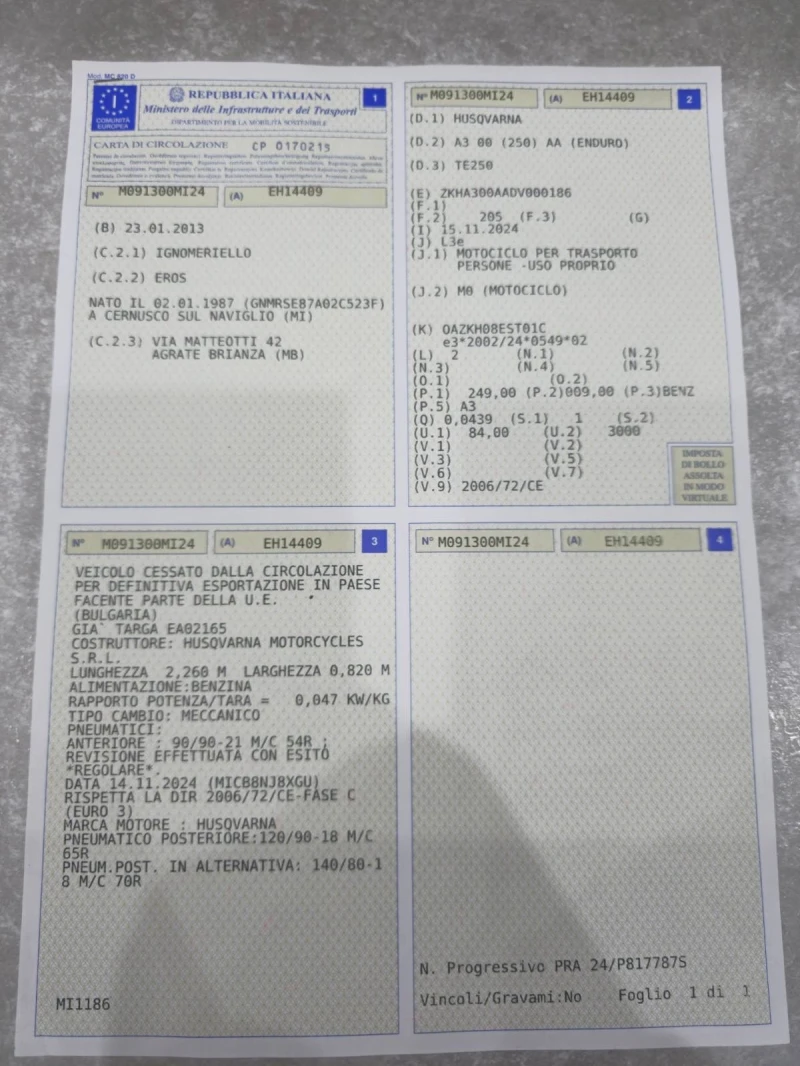 Mod. MC 820 D
COMUNITÀ
EUROPEA
REPUBBLICA ITALIANA
Ministero delle Infrastrutture e dei Trasporti
DIPARTIMENTO PER LA MOBILITÀ SOSTENIBILE
1
CARTA DI CIRCOLAZIONE CP 0170215
N° M091300MI24 (A) EH14409
(B) 23.01.2013
(C.2.1) IGNOMERIELLO
(C.2.2) EROS
NATO IL 02.01.1987 (GNMRSE87A02C523F)
A CERNUSCO SUL NAVIGLIO (MI)
(C.2.3) VIA MATTEOTTI 42
AGRATE BRIANZA (MB)
N° M091300MI24 (A) EH14409 2
(D.1) HUSQVARNA
(D.2) A3 00 (250) AA (ENDURO)
(D.3) TE250
(E) ZKHA300AADV000186
(F.1)
(F.2) 205 (F.3) (G)
(I) 15.11.2024
(J) L3e
(J.1) MOTOCICLO PER TRASPORTO
PERSONE -USO PROPRIO
(J.2) M0 (MOTOCICLO)
(K) OAZKH08EST01C
e3*2002/24*0549*02
(L) 2 (N.1) (N.2)
(N.3) (N.4) (N.5)
(O.1) (O.2)
(P.1) 249,00 (P.2)009,00 (P.3)BENZ
(P.5) A3
(Q) 0,0439 (S.1) 1 (S.2)
(U.1) 84,00 (U.2) 3000
(V.1) (V.2)
(V.3) (V.5)
(V.6) (V.7)
(V.9) 2006/72/CE
IMPOSTA
DI BOLLO
ASSOLTA
IN MODO
VIRTUALE
N° M091300MI24 (A) EH14409 3
VEICOLO CESSATO DALLA CIRCOLAZIONE
PER DEFINITIVA ESPORTAZIONE IN PAESE
FACENTE PARTE DELLA U.E.
(BULGARIA)
GIA` TARGA EA02165
COSTRUTTORE: HUSQVARNA MOTORCYCLES
S.R.L.
LUNGHEZZA 2,260 M LARGHEZZA 0,820 M
ALIMENTAZIONE:BENZINA
RAPPORTO POTENZA/TARA = 0,047 KW/KG
TIPO CAMBIO: MECCANICO
PNEUMATICI:
ANTERIORE : 90/90-21 M/C 54R ;
REVISIONE EFFETTUATA CON ESITO
*REGOLARE*.
DATA 14.11.2024 (MICB8NJ8XGU)
RISPETTA LA DIR 2006/72/CE-FASE C
(EURO 3)
MARCA MOTORE : HUSQVARNA
PNEUMATICO POSTERIORE:120/90-18 M/C
65R
PNEUM.POST. IN ALTERNATIVA: 140/80-1
8 M/C 70R
MI1186
N° M091300MI24 (A) EH14409 4
N. Progressivo PRA 24/P817787S
Vincoli/Gravami:No Foglio 1 di 1